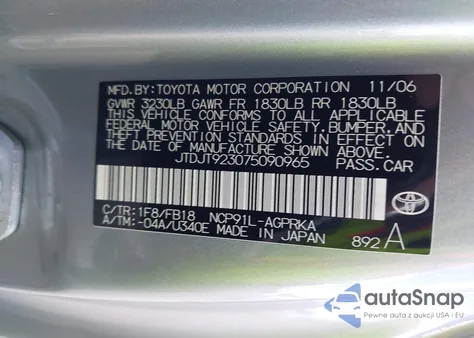 MFD.BY:TOYOTA MOTOR CORPORATION 11/06
GVWR 3230LB GAWR FR 1830LB RR 1830LB
THIS VEHICLE CONFORMS TO ALL APPLICABLE
FEDERAL MOTOR VEHICLE SAFETY, BUMPER, AND
THEFT PREVENTION STANDARDS IN EFFECT ON
THE DATE OF MANUFACTURE SHOWN ABOVE.
JTDJT923075090965 PASS.CAR
C/TR:1F8/FB18 NCP91L-AGPRKA
A/TM:-04A/U340E MADE IN JAPAN 892A
TOYOTA
autoSnap
Pewne auta z aukcji USA i EU